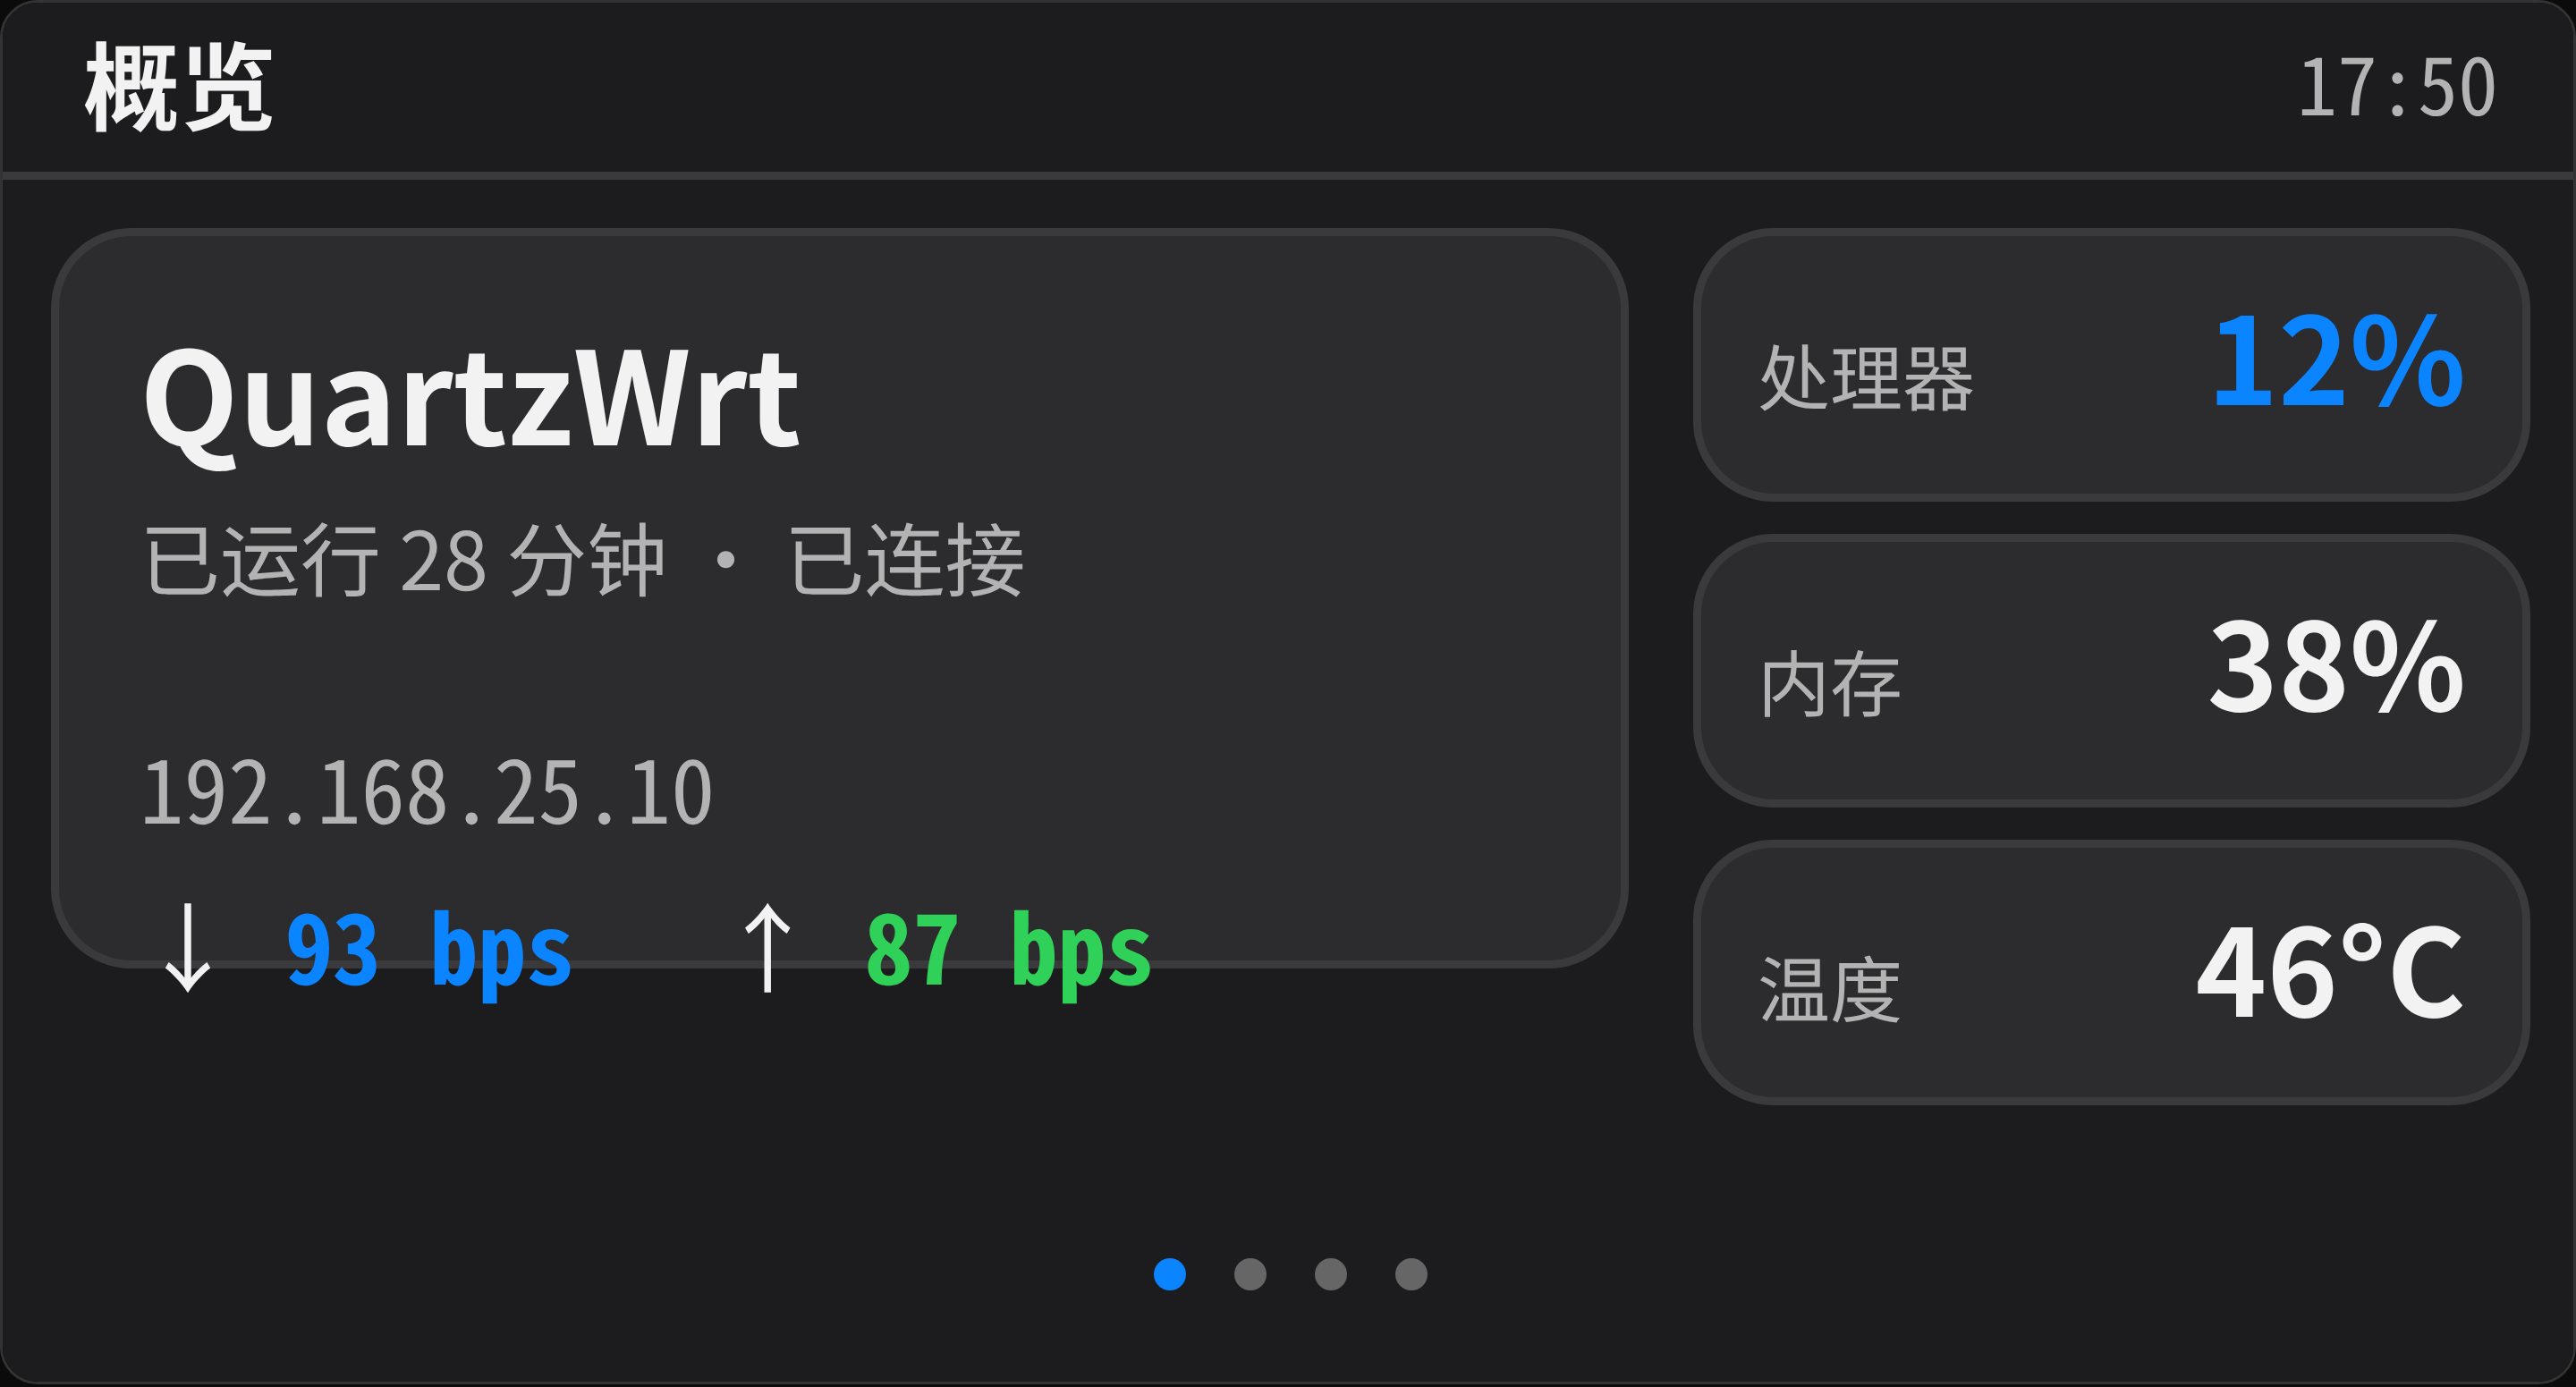 概览
17:50
QuartzWrt
已运行 28 分钟 · 已连接
192.168.25.10
↓ 93 bps ↑ 87 bps
处理器 12%
内存 38%
温度 46°C